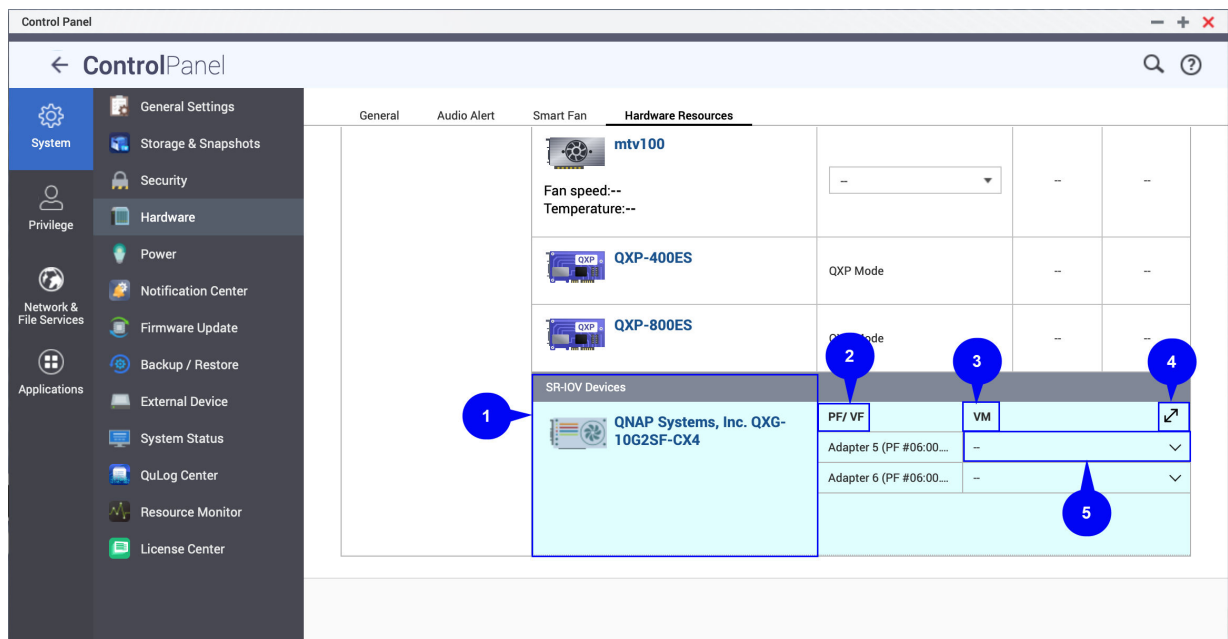 Control Panel
ControlPanel
System
Privilege
Network &
File Services
Applications
General Settings
Storage & Snapshots
Security
Hardware
Power
Notification Center
Firmware Update
Backup / Restore
External Device
System Status
QuLog Center
Resource Monitor
License Center
General
Audio Alert
Smart Fan
Hardware Resources
mtv100
Fan speed:--
Temperature:--
--
--
--
QXP
QXP-400ES
QXP Mode
--
--
QXP
QXP-800ES
--
--
2
3
4
SR-IOV Devices
1
QNAP Systems, Inc. QXG-
10G2SF-CX4
PF/ VF
VM
Adapter 5 (PF #06:00....
--
Adapter 6 (PF #06:00....
--
5